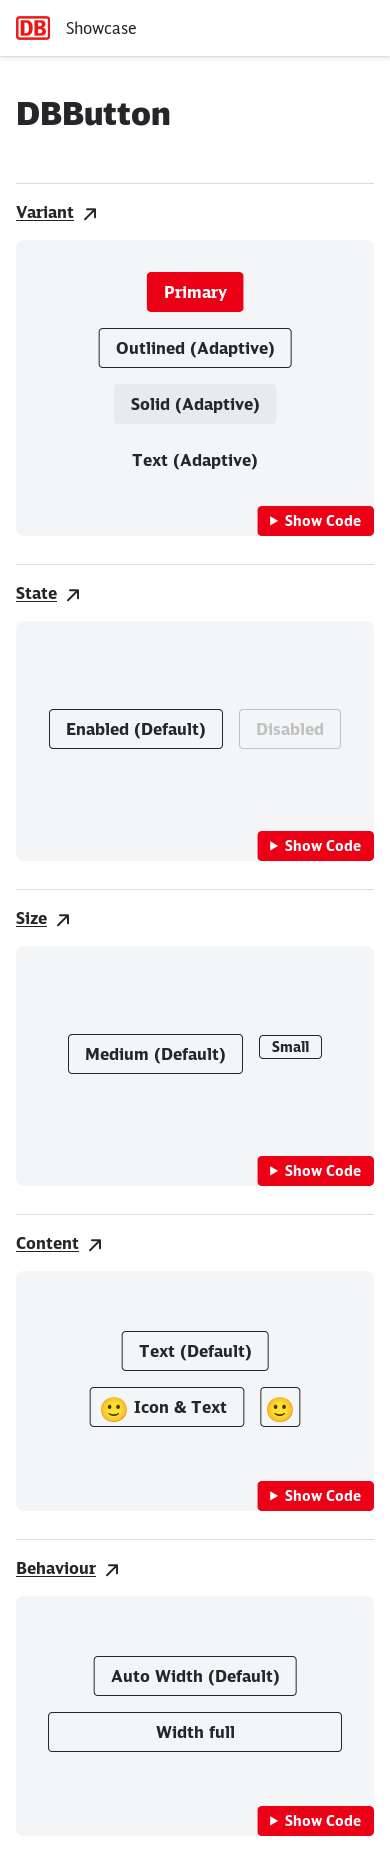 DB Showcase
DBButton
Variant
Primary
Outlined (Adaptive)
Solid (Adaptive)
Text (Adaptive)
Show Code
State
Enabled (Default) Disabled
Show Code
Size
Medium (Default) Small
Show Code
Content
Text (Default)
Icon & Text
Show Code
Behaviour
Auto Width (Default)
Width full
Show Code